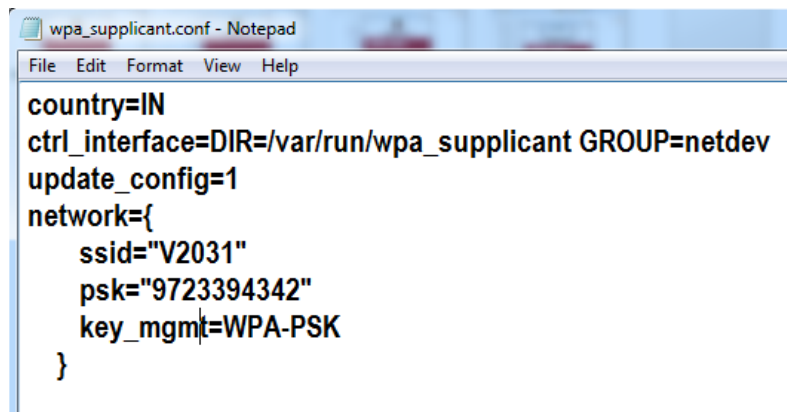 wpa_supplicant.conf - Notepad
File Edit Format View Help
country=IN
ctrl_interface=DIR=/var/run/wpa_supplicant GROUP=netdev
update_config=1
network={
ssid="V2031"
psk="9723394342"
key_mgmt=WPA-PSK
}